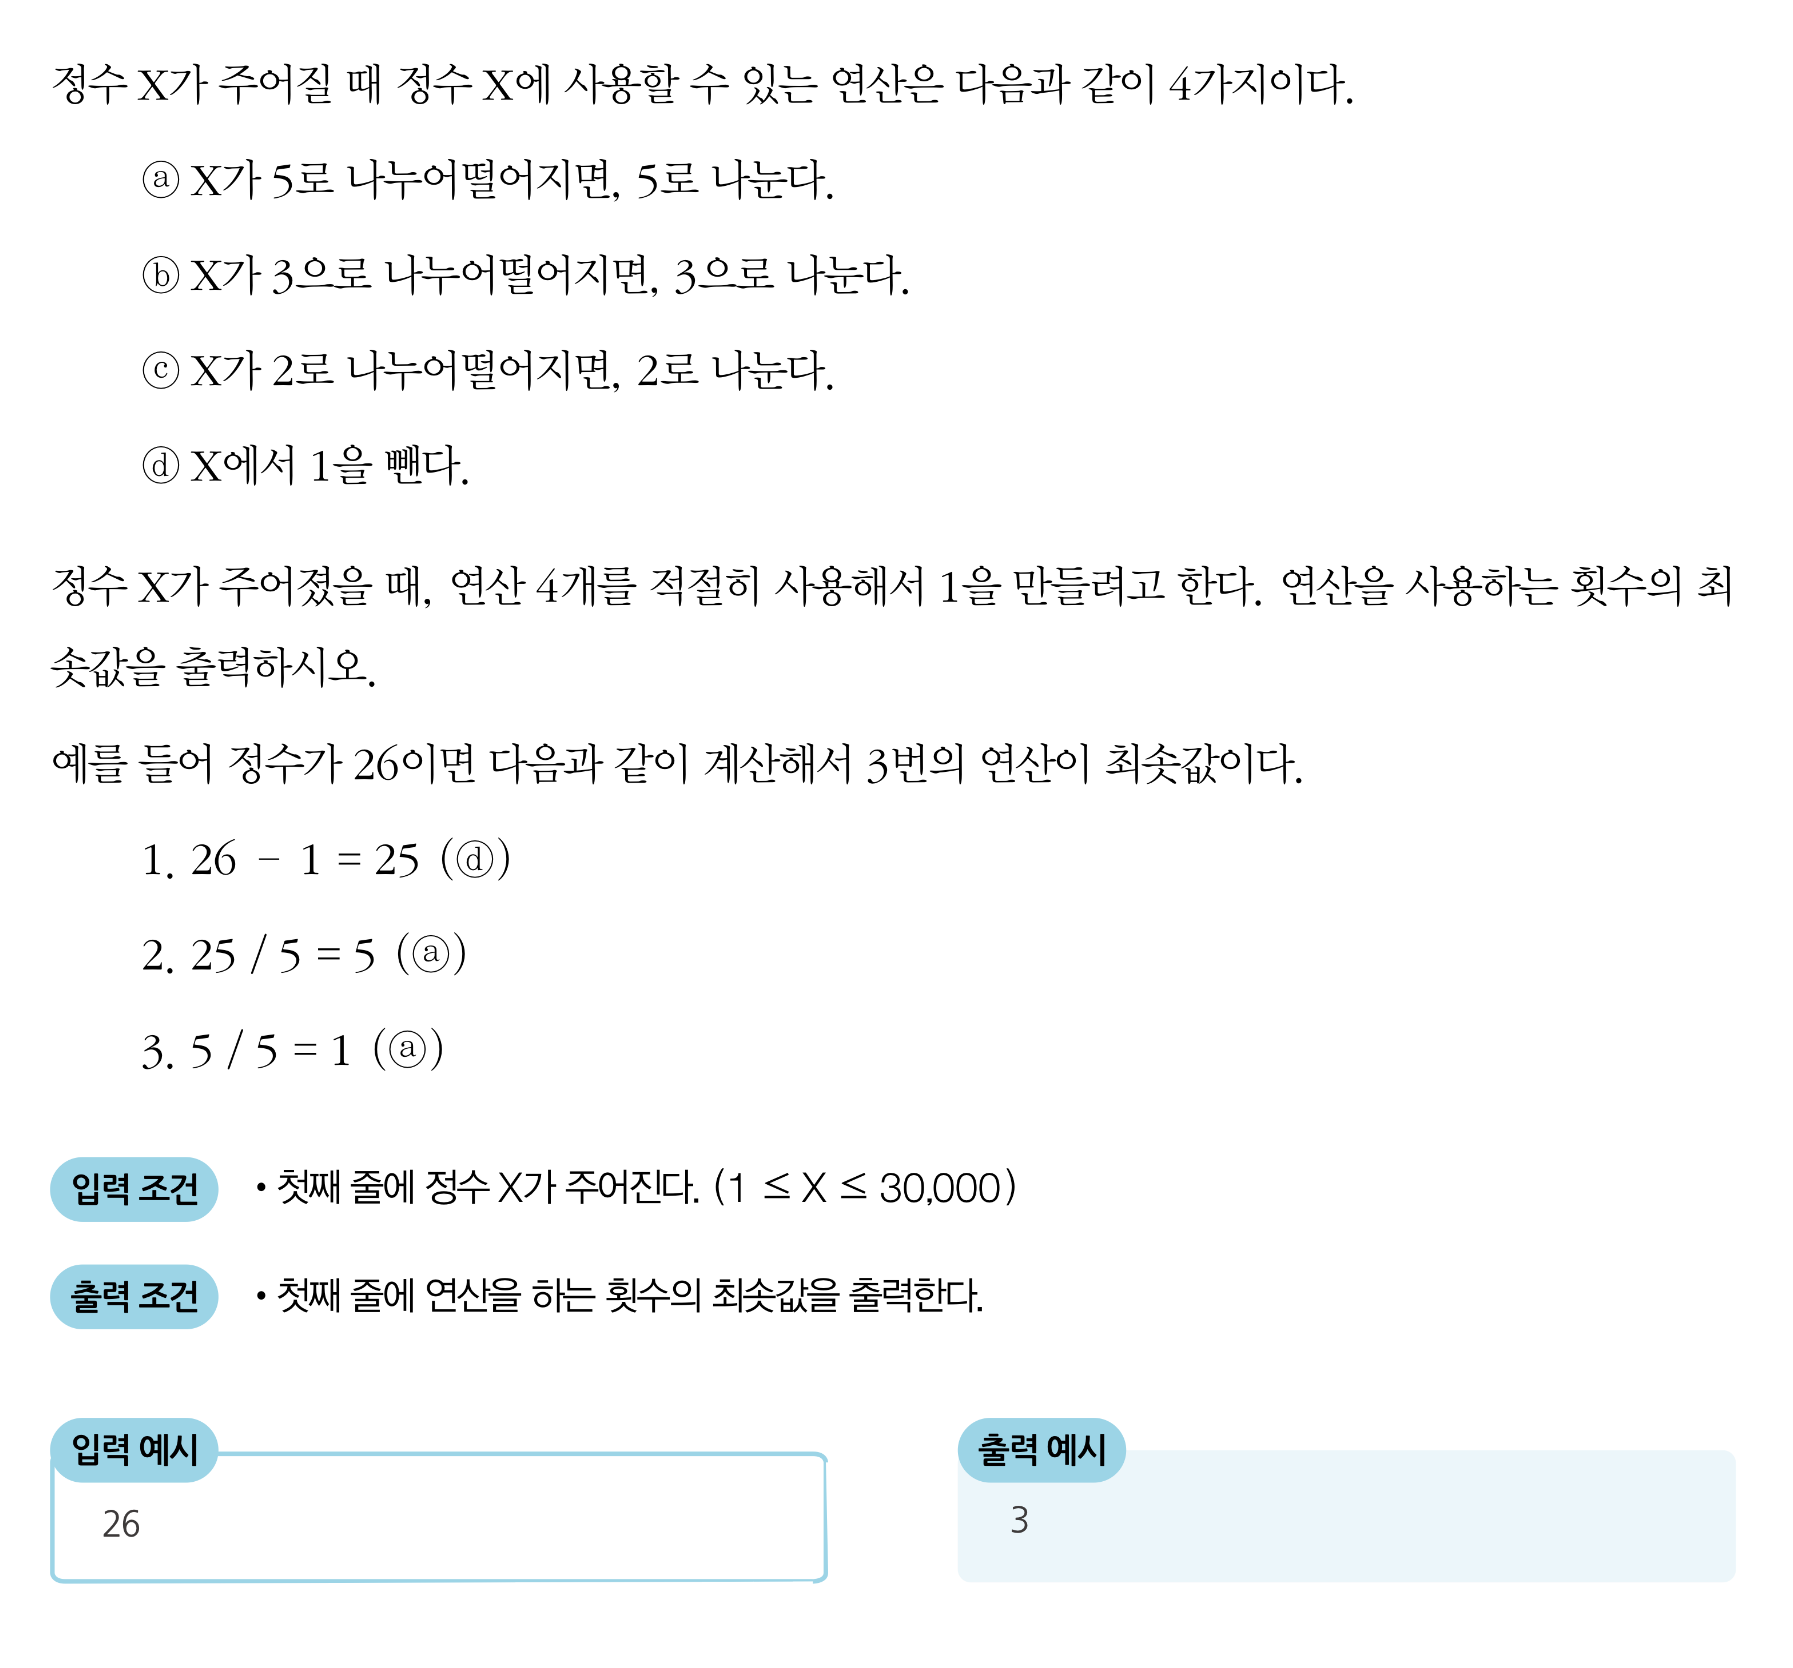 정수 X가 주어질 때 정수 X에 사용할 수 있는 연산은 다음과 같이 4가지이다.
ⓐ X가 5로 나누어떨어지면, 5로 나눈다.
ⓑ X가 3으로 나누어떨어지면, 3으로 나눈다.
ⓒ X가 2로 나누어떨어지면, 2로 나눈다.
ⓓ X에서 1을 뺀다.
정수 X가 주어졌을 때, 연산 4개를 적절히 사용해서 1을 만들려고 한다. 연산을 사용하는 횟수의 최
솟값을 출력하시오.
예를 들어 정수가 26이면 다음과 같이 계산해서 3번의 연산이 최솟값이다.
1. 26 – 1 = 25 (ⓓ)
2. 25 / 5 = 5 (ⓐ)
3. 5 / 5 = 1 (ⓐ)
입력 조건 • 첫째 줄에 정수 X가 주어진다. (1 ≤ X ≤ 30,000)
출력 조건 • 첫째 줄에 연산을 하는 횟수의 최솟값을 출력한다.
입력 예시
26
출력 예시
3